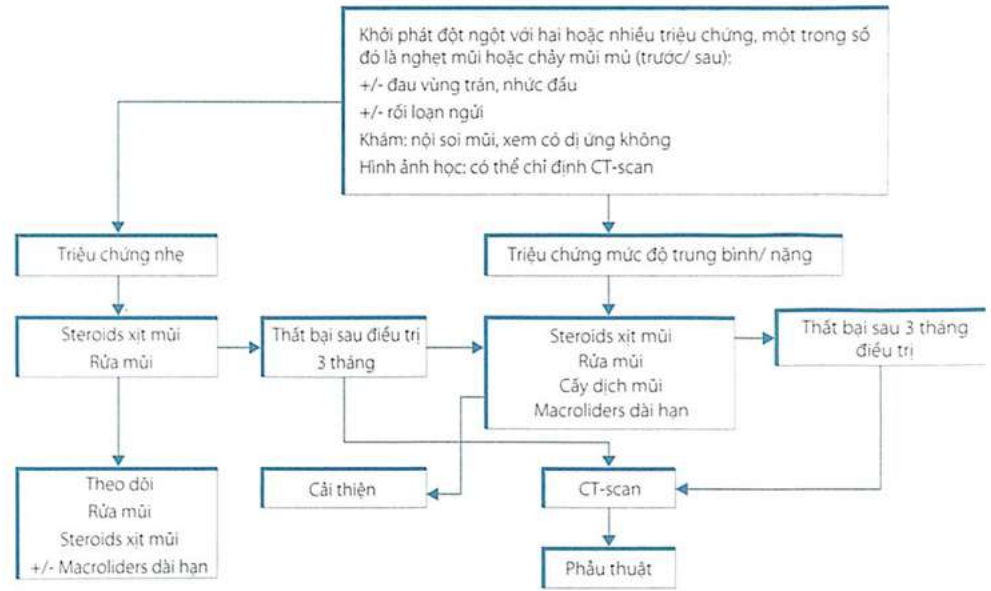 Khởi phát đột ngột với hai hoặc nhiều triệu chứng, một trong số
đó là nghẹt mũi hoặc chảy mũi mủ (trước/ sau):
+/- đau vùng trán, nhức đầu
+/- rối loạn ngửi
Khám: nội soi mũi, xem có dị ứng không
Hình ảnh học: có thể chỉ định CT-scan
Triệu chứng nhẹ
Triệu chứng mức độ trung bình/ nặng
Steroids xịt mũi
Rửa mũi
Thất bại sau điều trị
3 tháng
Steroids xịt mũi
Rửa mũi
Cấy dịch mũi
Macroliders dài hạn
Thất bại sau 3 tháng
điều trị
Theo dõi
Rửa mũi
Steroids xịt mũi
+/- Macroliders dài hạn
Cải thiện
CT-scan
Phẫu thuật